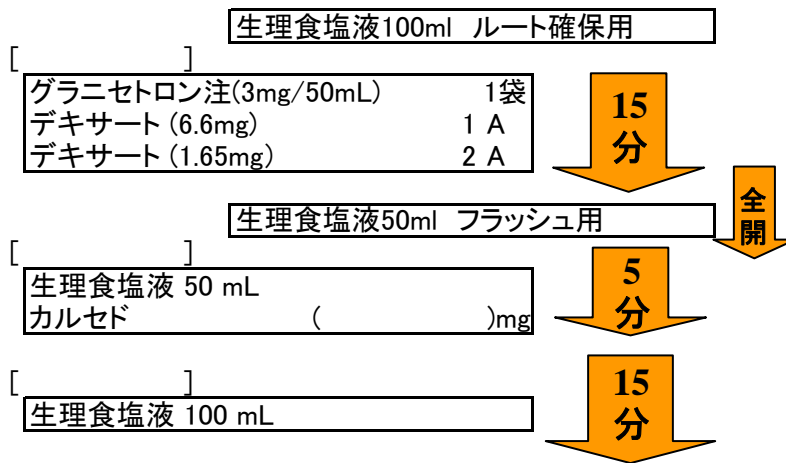 生理食塩液100ml ルート確保用
[ ]
グラニセトロン注(3mg/50mL) 1袋
デキサート (6.6mg) 1 A
デキサート (1.65mg) 2 A
15
分
生理食塩液50ml フラッシュ用
全
開
[ ]
生理食塩液 50 mL
カルセド ( )mg
5
分
[ ]
生理食塩液 100 mL
15
分